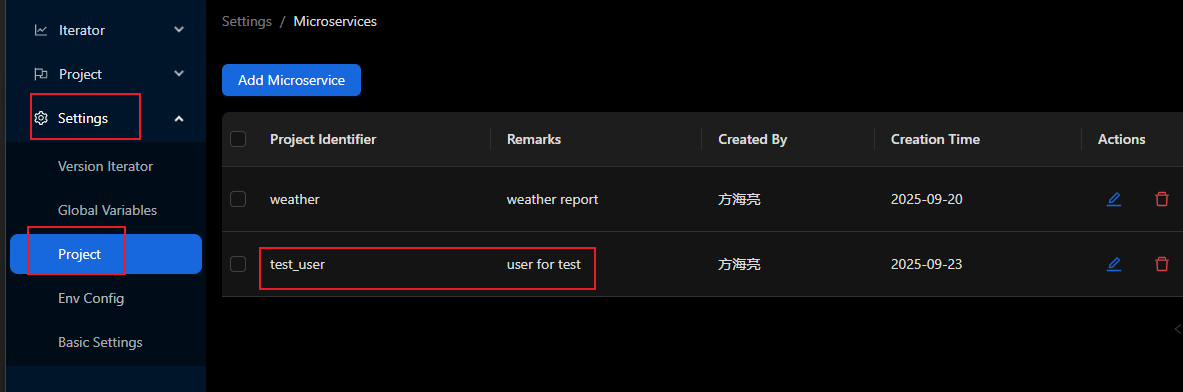 Iterator
Project
Settings
Version Iterator
Global Variables
Project
Env Config
Basic Settings
Settings / Microservices
Add Microservice
Project Identifier Remarks Created By Creation Time Actions
weather weather report 方海亮 2025-09-20
test_user user for test 方海亮 2025-09-23